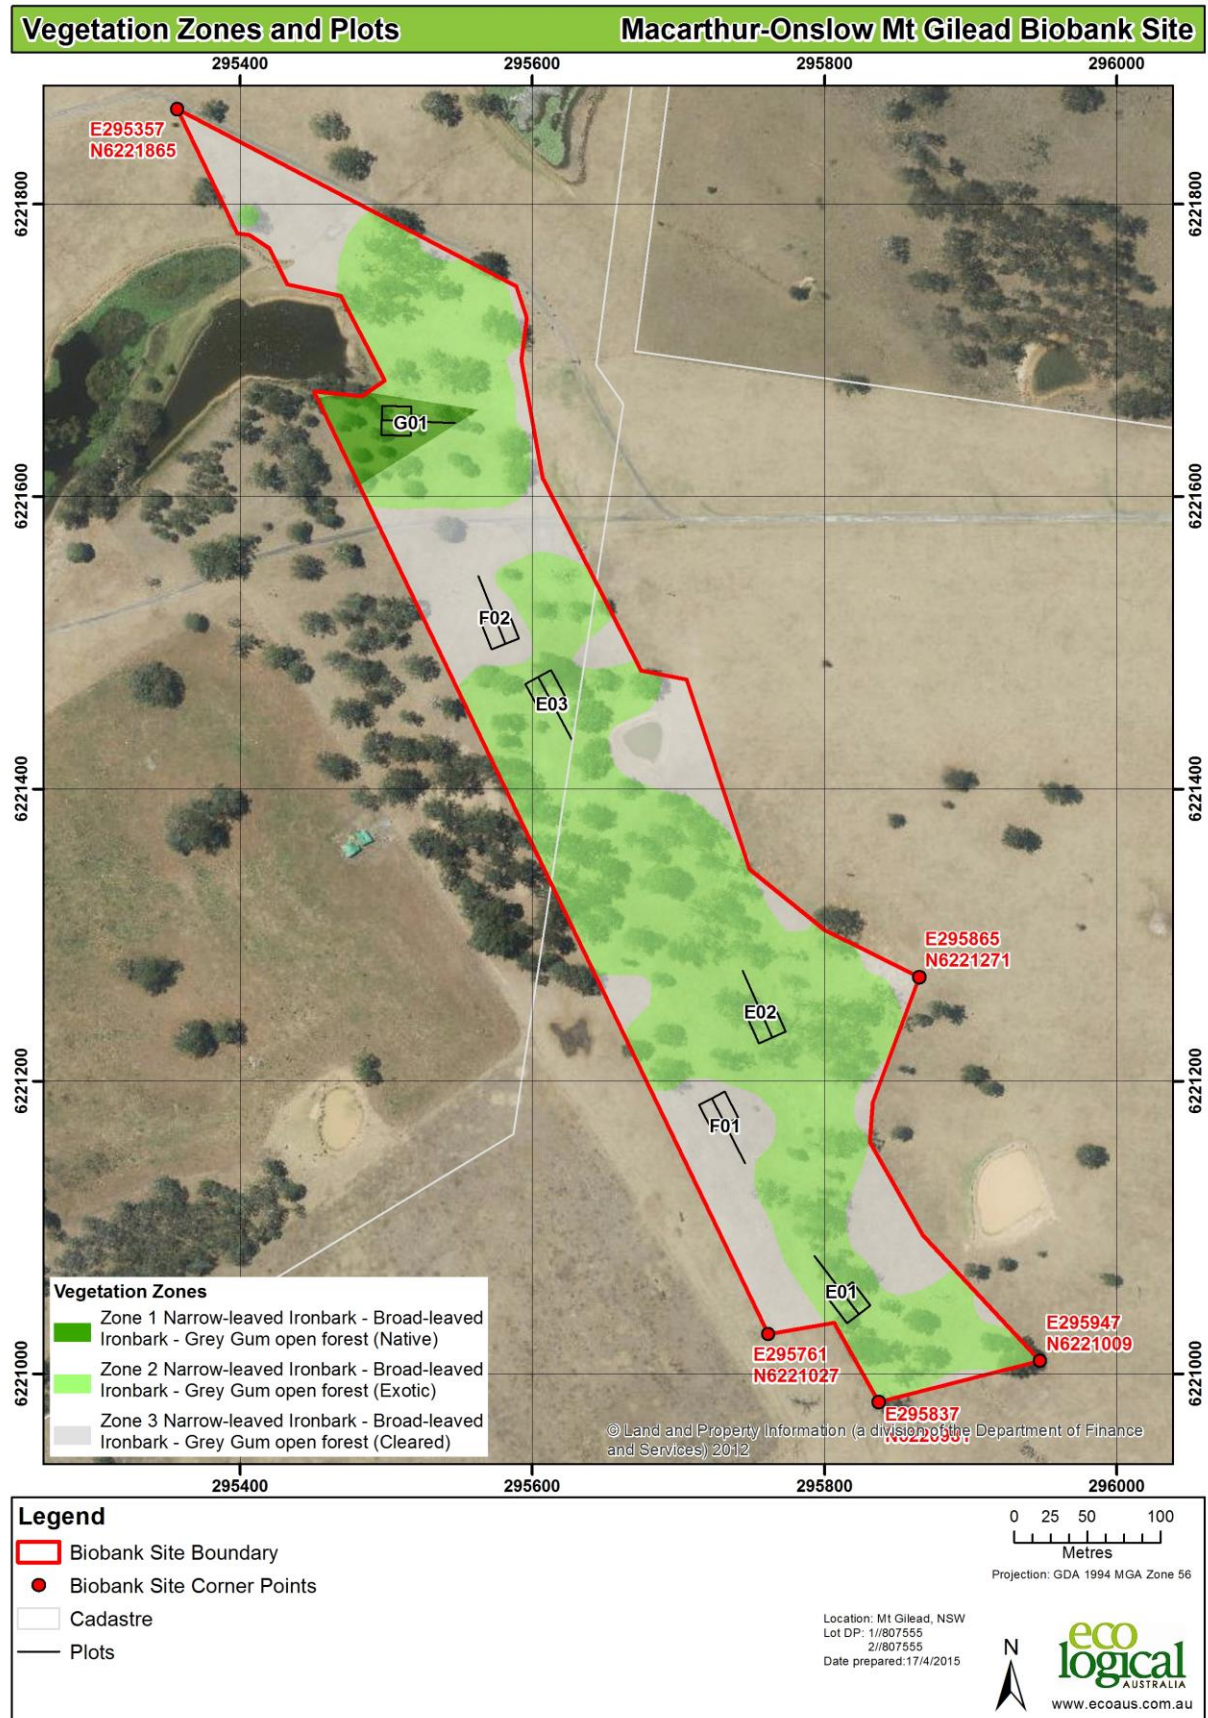 Vegetation Zones and Plots
Macarthur-Onslow Mt Gilead Biobank Site
295400 295600 295800 296000
E295357
N6221865
6221800 6221800
G01
6221600 6221600
F02
E03
6221400 6221400
E295865
N6221271
E02
6221200 6221200
F01
E01
E295947
N6221009
E295761
N6221027
6221000 6221000
E295837
Vegetation Zones
Zone 1 Narrow-leaved Ironbark - Broad-leaved
Ironbark - Grey Gum open forest (Native)
Zone 2 Narrow-leaved Ironbark - Broad-leaved
Ironbark - Grey Gum open forest (Exotic)
Zone 3 Narrow-leaved Ironbark - Broad-leaved
Ironbark - Grey Gum open forest (Cleared)
© Land and Property Information (a division of the Department of Finance
and Services) 2012
295400 295600 295800 296000
Legend
Biobank Site Boundary
Biobank Site Corner Points
Cadastre
Plots
0 25 50 100
Metres
Projection: GDA 1994 MGA Zone 56
Location: Mt Gilead, NSW
Lot DP: 1//807555
2//807555
Date prepared:17/4/2015
N
eco
logical
AUSTRALIA
www.ecoaus.com.au